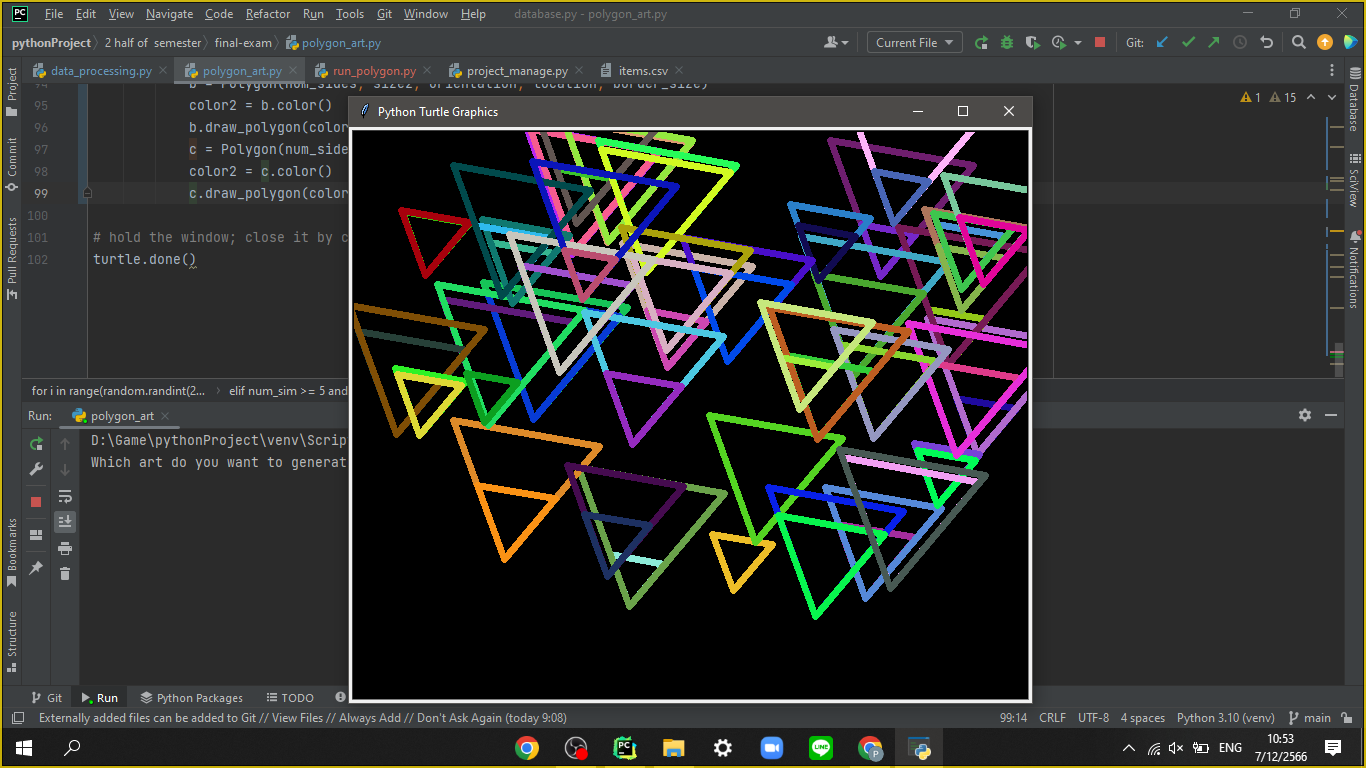 File Edit View Navigate Code Refactor Run Tools Git Window Help database.py - polygon_art.py
pythonProject 2 half of semester final-exam polygon_art.py Current File Git:
data_processing.py polygon_art.py run_polygon.py project_manage.py items.csv
95 color2 = b.color()
96 b.draw_polygon(color
97 c = Polygon(num_side
98 color2 = c.color()
99 c.draw_polygon(color
100
101 # hold the window; close it by c
102 turtle.done()
1 15
Python Turtle Graphics
for i in range(random.randint(2... elif num_sim >= 5 and
Run: polygon_art
D:\Game\pythonProject\venv\Scrip
Which art do you want to generat
Project
Commit
Pull Requests
Bookmarks
Structure
Database
SciView
Notifications
Git Run Python Packages TODO
Externally added files can be added to Git // View Files // Always Add // Don't Ask Again (today 9:08) 99:14 CRLF UTF-8 4 spaces Python 3.10 (venv) main
PC
LINE
P
ENG
10:53
7/12/2566